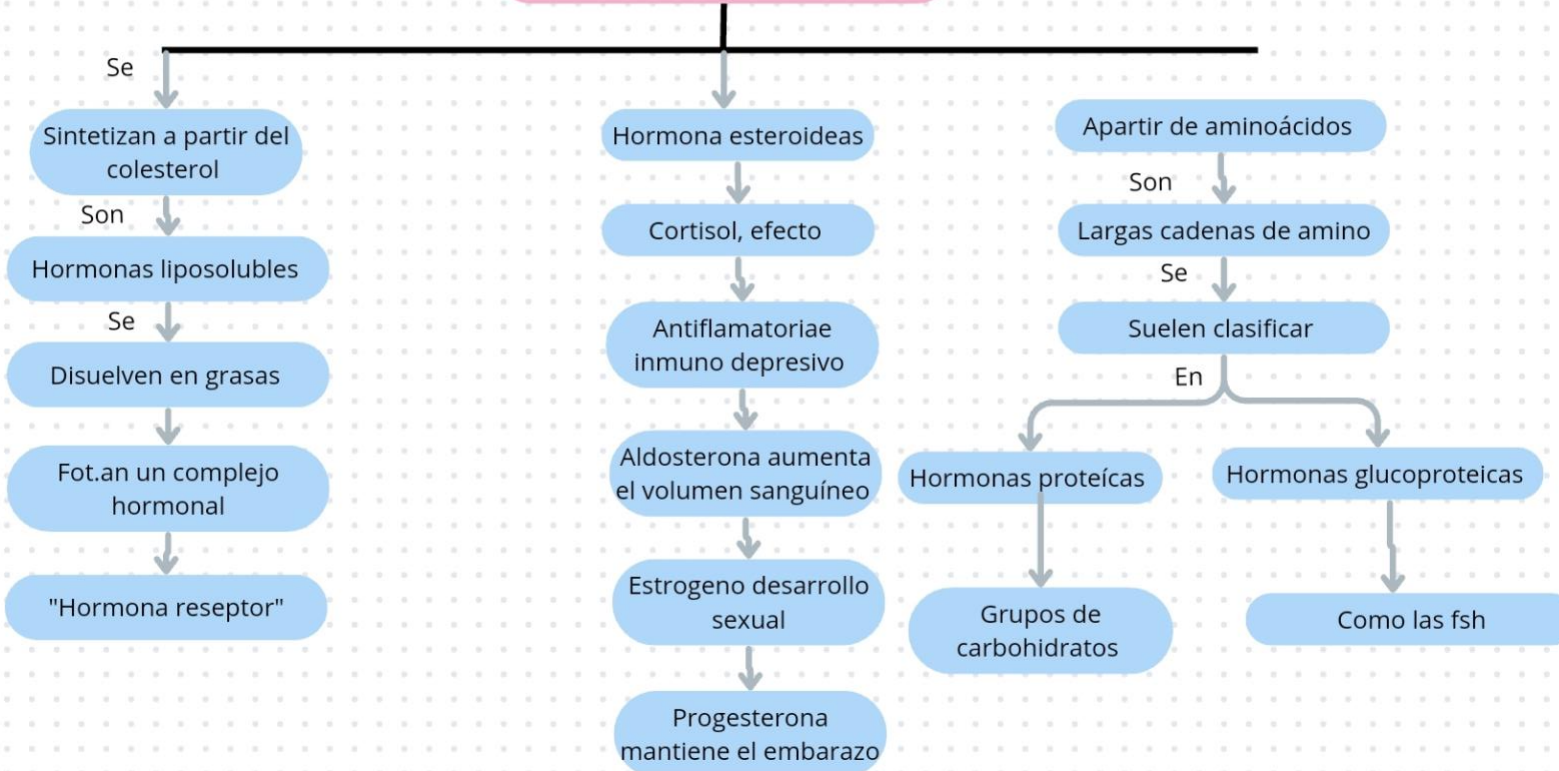 Se
Sintetizan a partir del
colesterol
Son
Hormonas liposolubles
Se
Disuelven en grasas
Fot.an un complejo
hormonal
"Hormona reseptor"
Hormona esteroideas
Cortisol, efecto
Antiflamatoriae
inmuno depresivo
Aldosterona aumenta
el volumen sanguíneo
Estrogeno desarrollo
sexual
Progesterona
mantiene el embarazo
Apartir de aminoácidos
Son
Largas cadenas de amino
Se
Suelen clasificar
En
Hormonas proteícas
Grupos de
carbohidratos
Hormonas glucoproteicas
Como las fsh